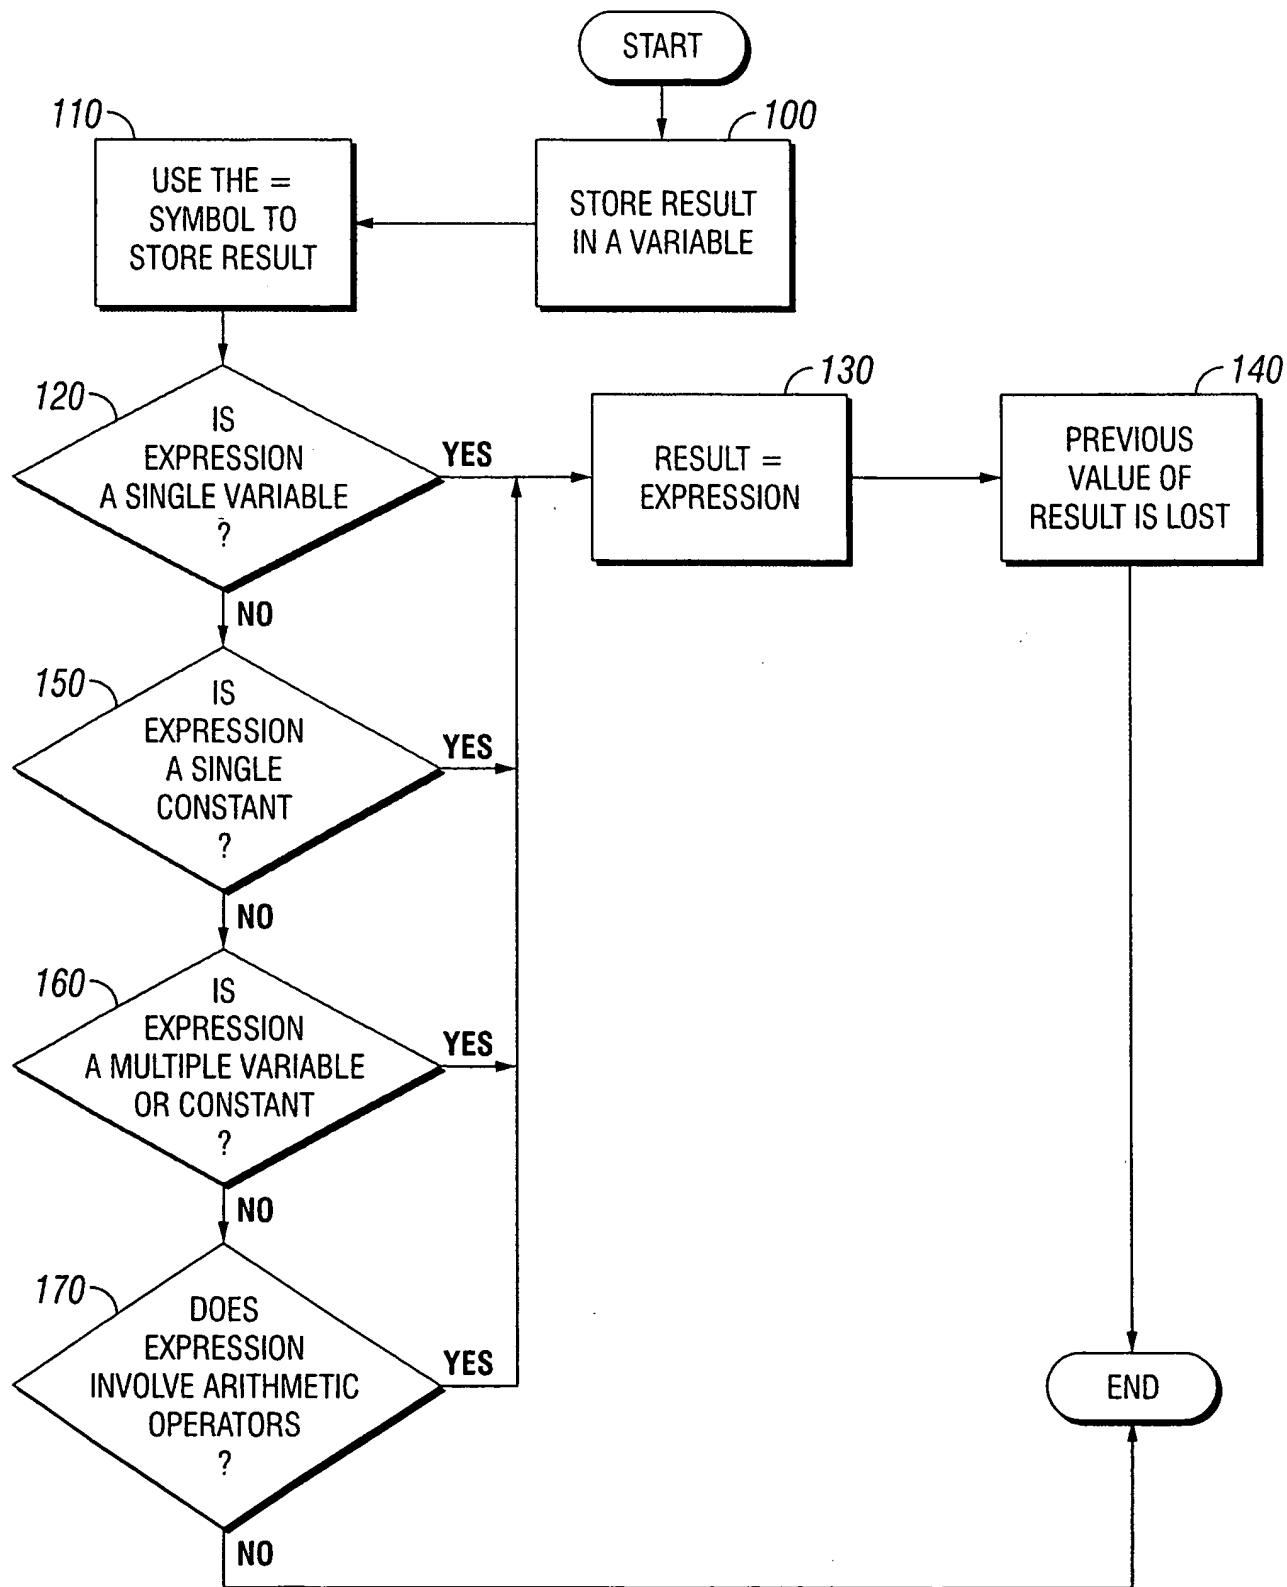 START
100
STORE RESULT
IN A VARIABLE
110
USE THE =
SYMBOL TO
STORE RESULT
120
IS
EXPRESSION
A SINGLE VARIABLE
?
YES
NO
130
RESULT =
EXPRESSION
140
PREVIOUS
VALUE OF
RESULT IS LOST
150
IS
EXPRESSION
A SINGLE
CONSTANT
?
YES
NO
160
IS
EXPRESSION
A MULTIPLE VARIABLE
OR CONSTANT
?
YES
NO
170
DOES
EXPRESSION
INVOLVE ARITHMETIC
OPERATORS
?
YES
NO
END